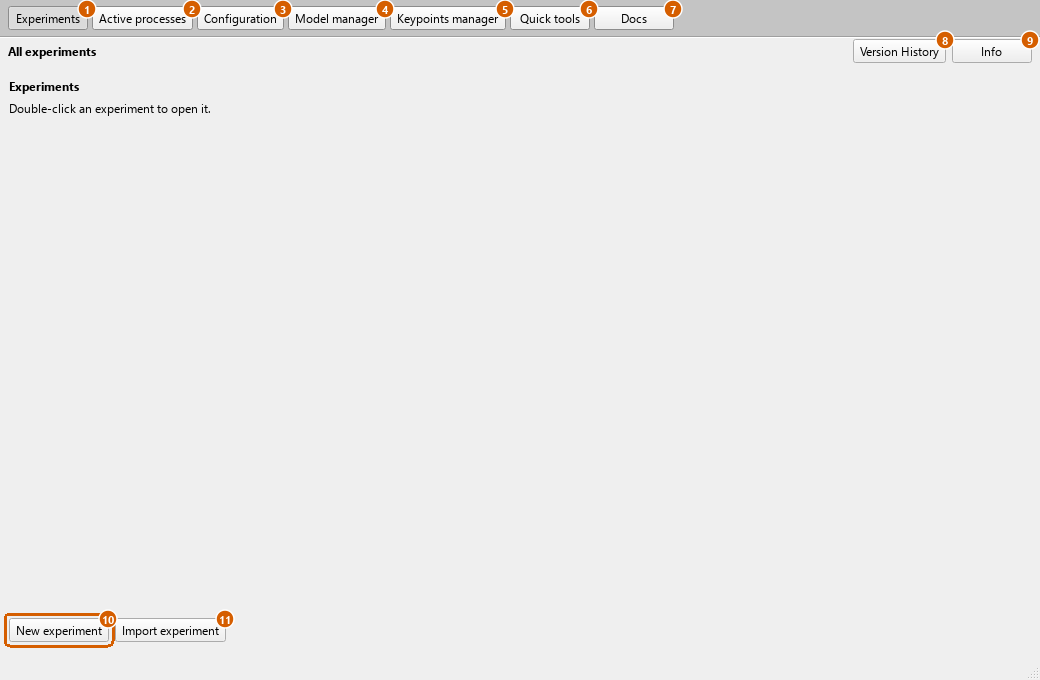 Experiments 1 Active processes 2 Configuration 3 Model manager 4 Keypoints manager 5 Quick tools 6 Docs 7
All experiments Version History 8 Info 9
Experiments
Double-click an experiment to open it.
New experiment 10 Import experiment 11